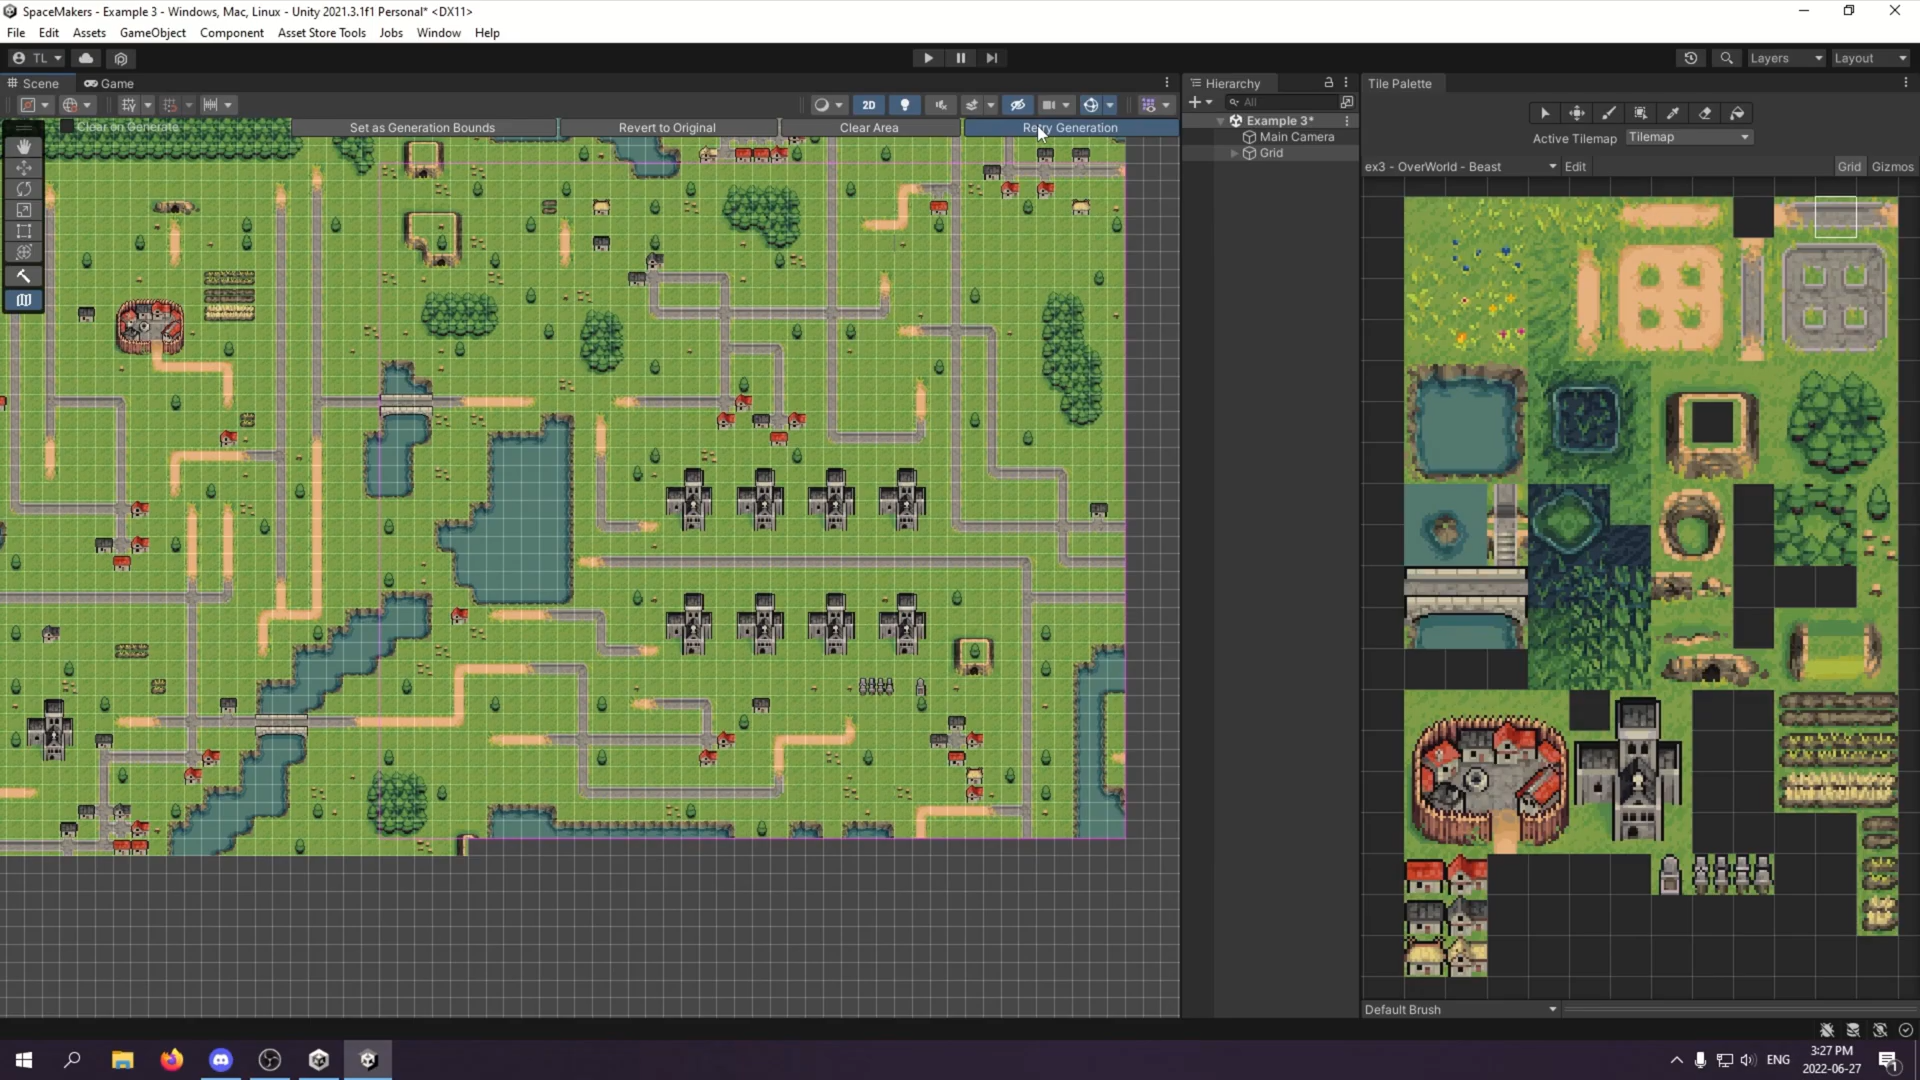 SpaceMakers - Example 3 - Windows, Mac, Linux - Unity 2021.3.1f1 Personal* <DX11>
File Edit Assets GameObject Component Asset Store Tools Jobs Window Help
TL
Layers
Layout
Scene
Game
Hierarchy
Tile Palette
2D
All
Clear on Generate
Set as Generation Bounds
Revert to Original
Clear Area
Retry Generation
Example 3*
Main Camera
Grid
Active Tilemap
Tilemap
ex3 - OverWorld - Beast
Edit
Grid
Gizmos
Default Brush
ENG
3:27 PM
2022-06-27
1